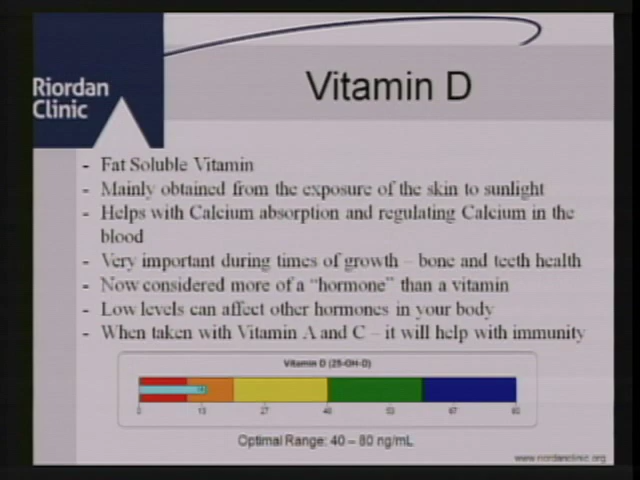 Riordan
Clinic
Vitamin D
- Fat Soluble Vitamin
- Mainly obtained from the exposure of the skin to sunlight
- Helps with Calcium absorption and regulating Calcium in the
blood
- Very important during times of growth – bone and teeth health
- Now considered more of a “hormone” than a vitamin
- Low levels can affect other hormones in your body
- When taken with Vitamin A and C – it will help with immunity
Vitamin D (25-OH-D)
0 13 27 40 53 67 80
Optimal Range: 40 – 80 ng/mL
www.riordanclinic.org